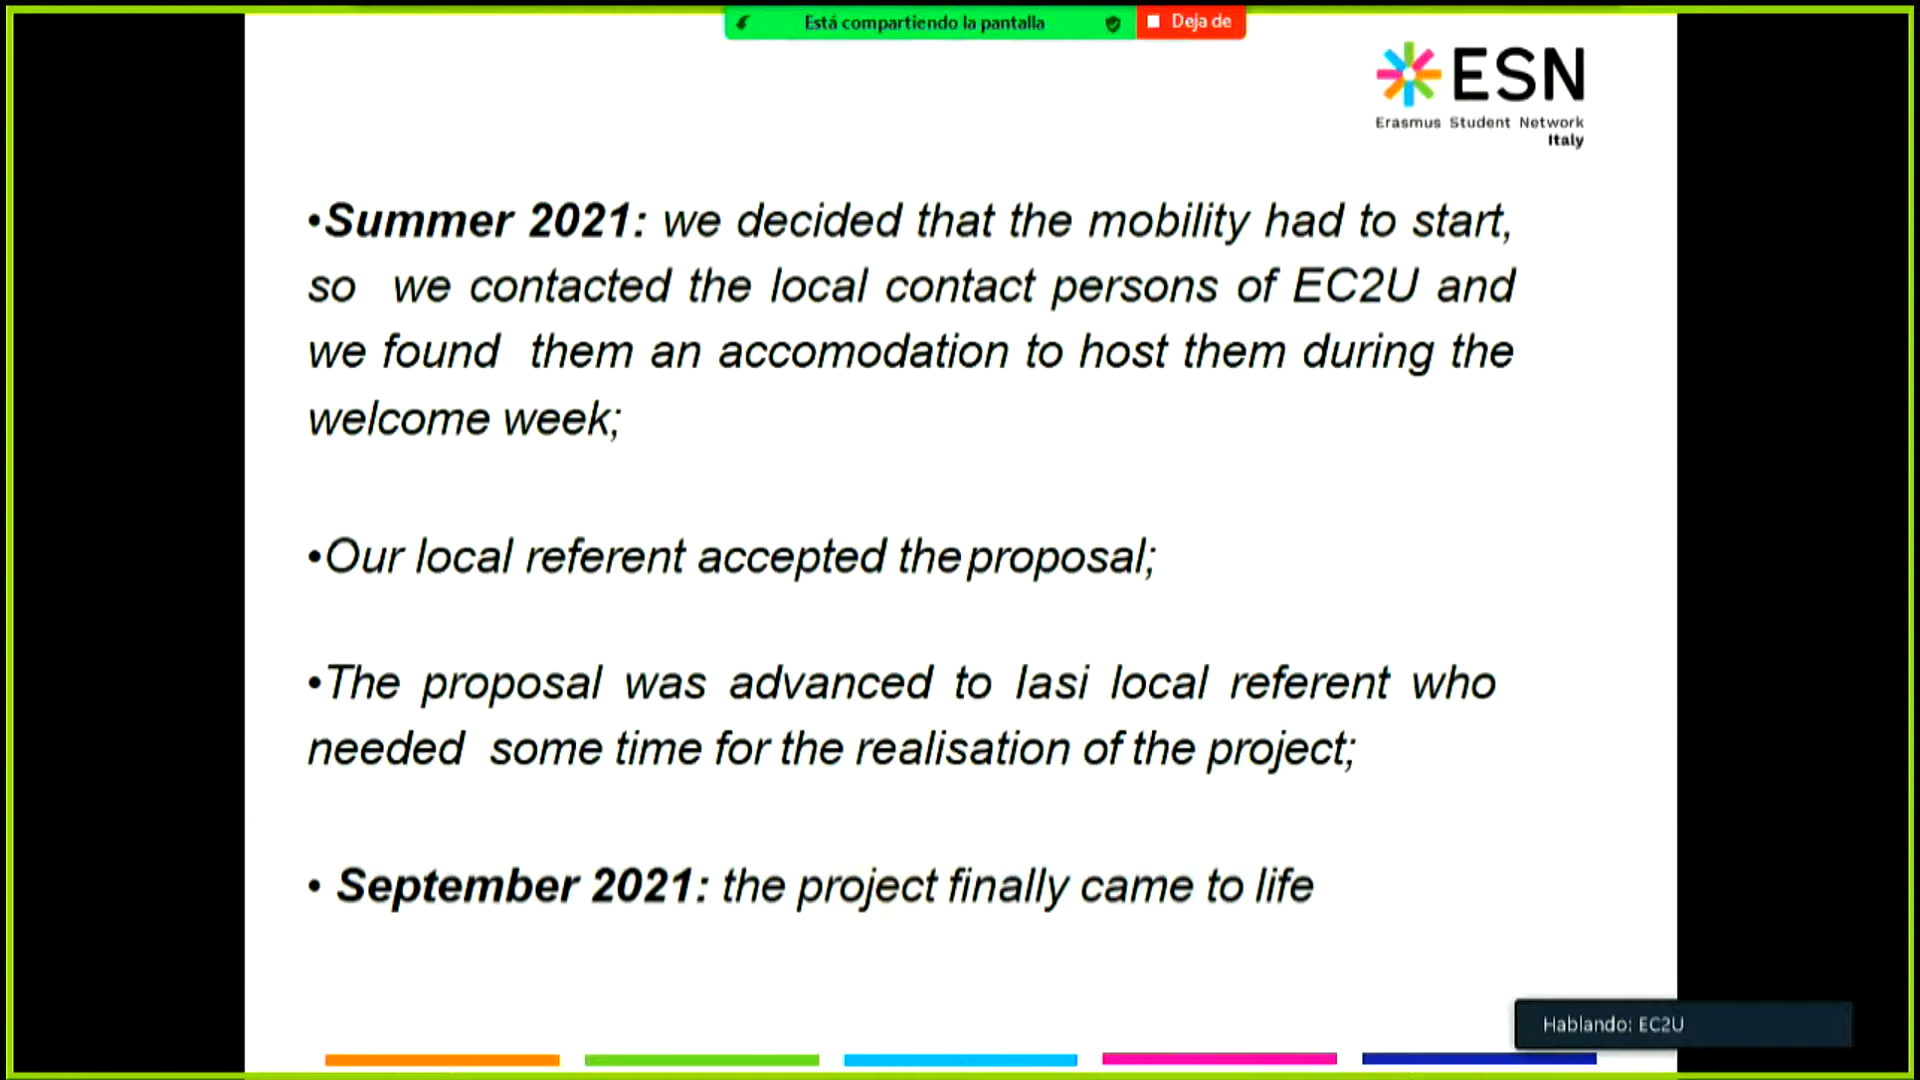 Está compartiendo la pantalla
Deja de
ESN
Erasmus Student Network
Italy
•Summer 2021: we decided that the mobility had to start,
so we contacted the local contact persons of EC2U and
we found them an accomodation to host them during the
welcome week;
•Our local referent accepted the proposal;
•The proposal was advanced to Iasi local referent who
needed some time for the realisation of the project;
• September 2021: the project finally came to life
Hablando: EC2U